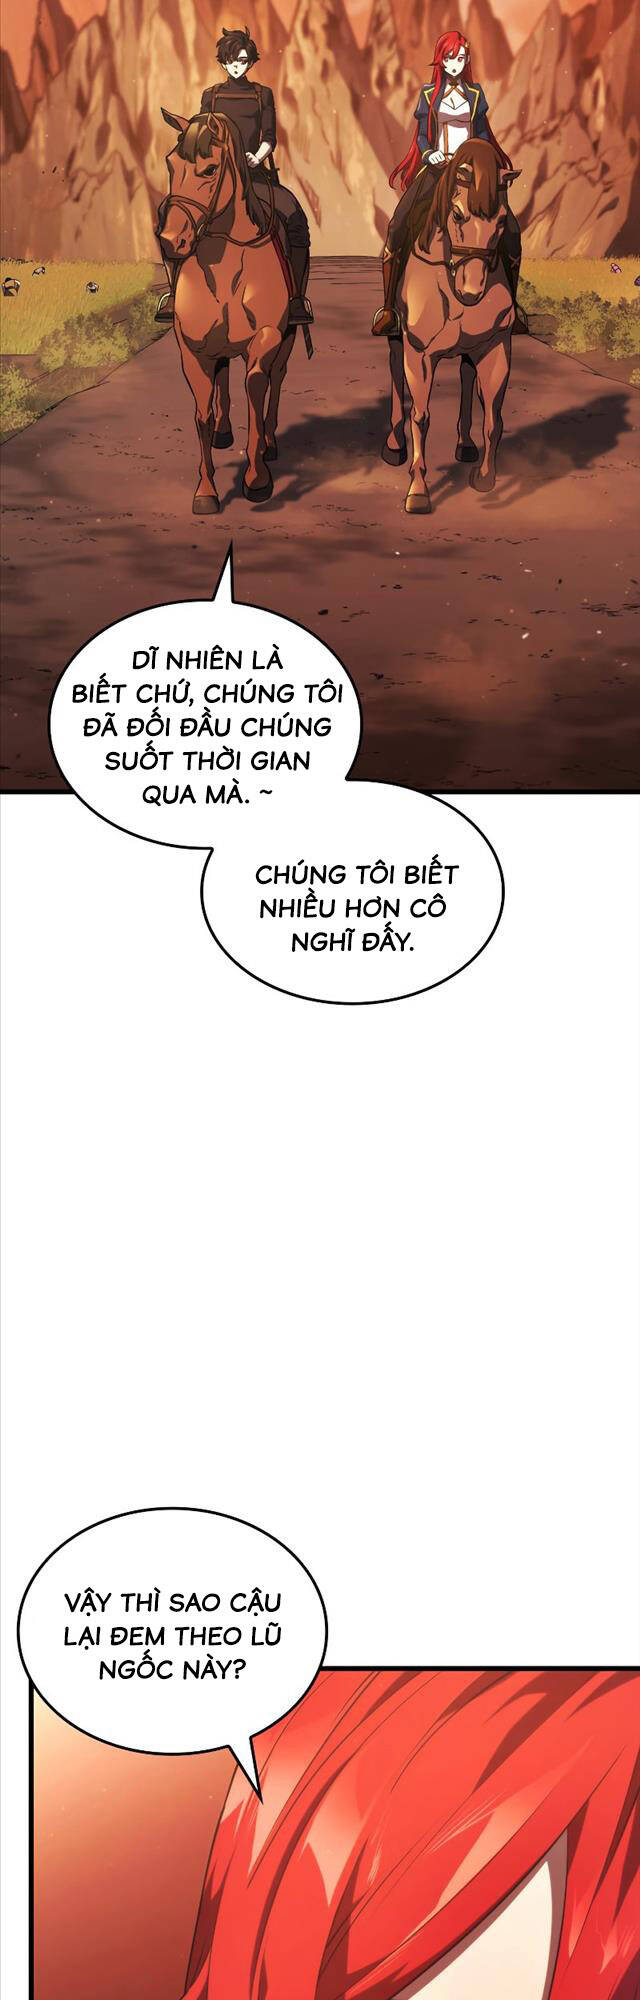 DĨ NHIÊN LÀ
BIẾT CHỨ, CHÚNG TÔI
ĐÃ ĐỐI ĐẦU CHÚNG
SUỐT THỜI GIAN
QUA MÀ. ~
CHÚNG TÔI BIẾT
NHIỀU HƠN CÔ
NGHĨ ĐẤY.
VẬY THÌ SAO CẬU
LẠI ĐEM THEO LŨ
NGỐC NÀY?